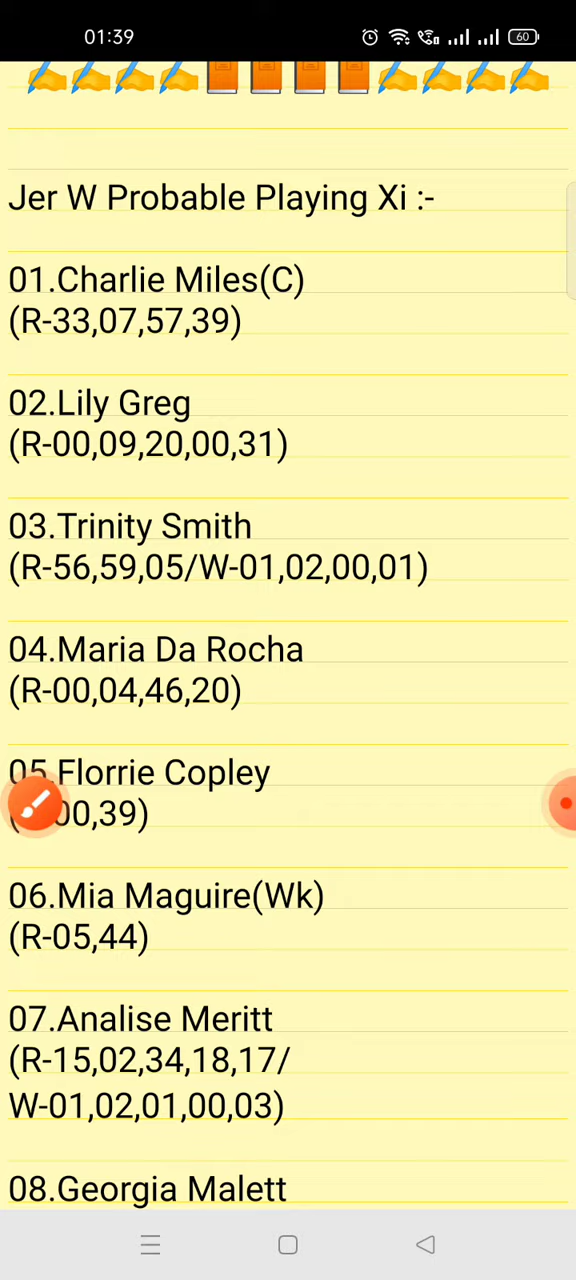 01:39
60
Jer W Probable Playing Xi :-
01.Charlie Miles(C)
(R-33,07,57,39)
02.Lily Greg
(R-00,09,20,00,31)
03.Trinity Smith
(R-56,59,05/W-01,02,00,01)
04.Maria Da Rocha
(R-00,04,46,20)
05.Florrie Copley
00,39)
06.Mia Maguire(Wk)
(R-05,44)
07.Analise Meritt
(R-15,02,34,18,17/
W-01,02,01,00,03)
08.Georgia Malett